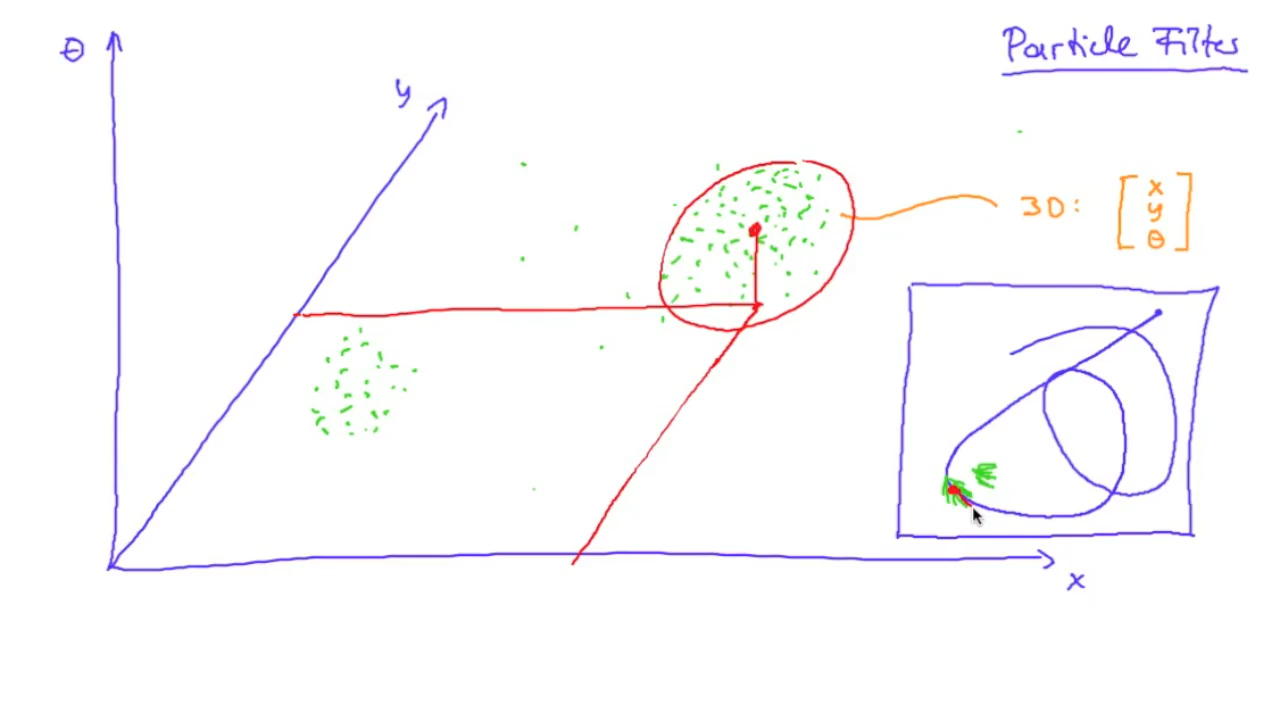 Particle Filter
θ
y
3D: [x
y
θ]
x